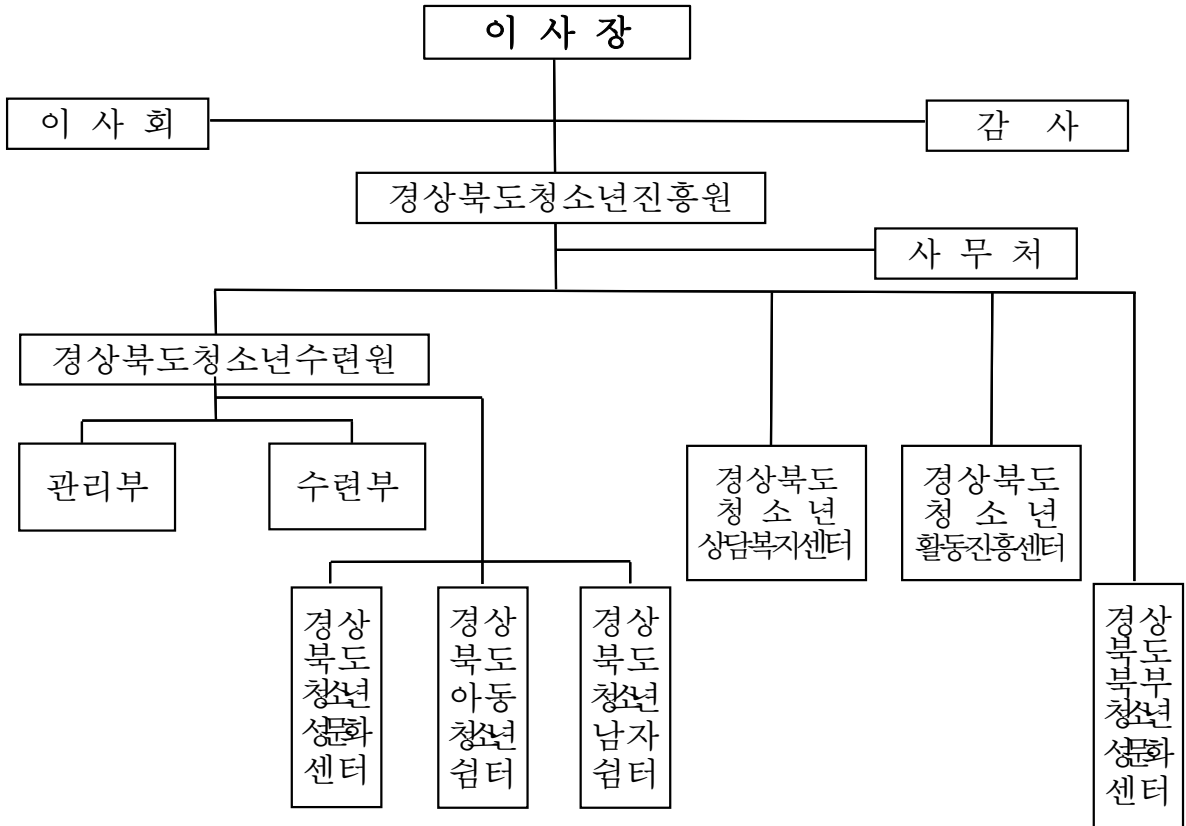 이 사 장
이 사 회
감 사
경상북도청소년진흥원
사 무 처
경상북도청소년수련원
관리부
수련부
경상북도
청 소 년
상담복지센터
경상북도
청 소 년
활동진흥센터
경상
북도
청소년
성문화
센터
경상
북도
아동
청소년
쉼터
경상
북도
청소년
남자
쉼터
경상
북도
북부
청소년
성문화
센터